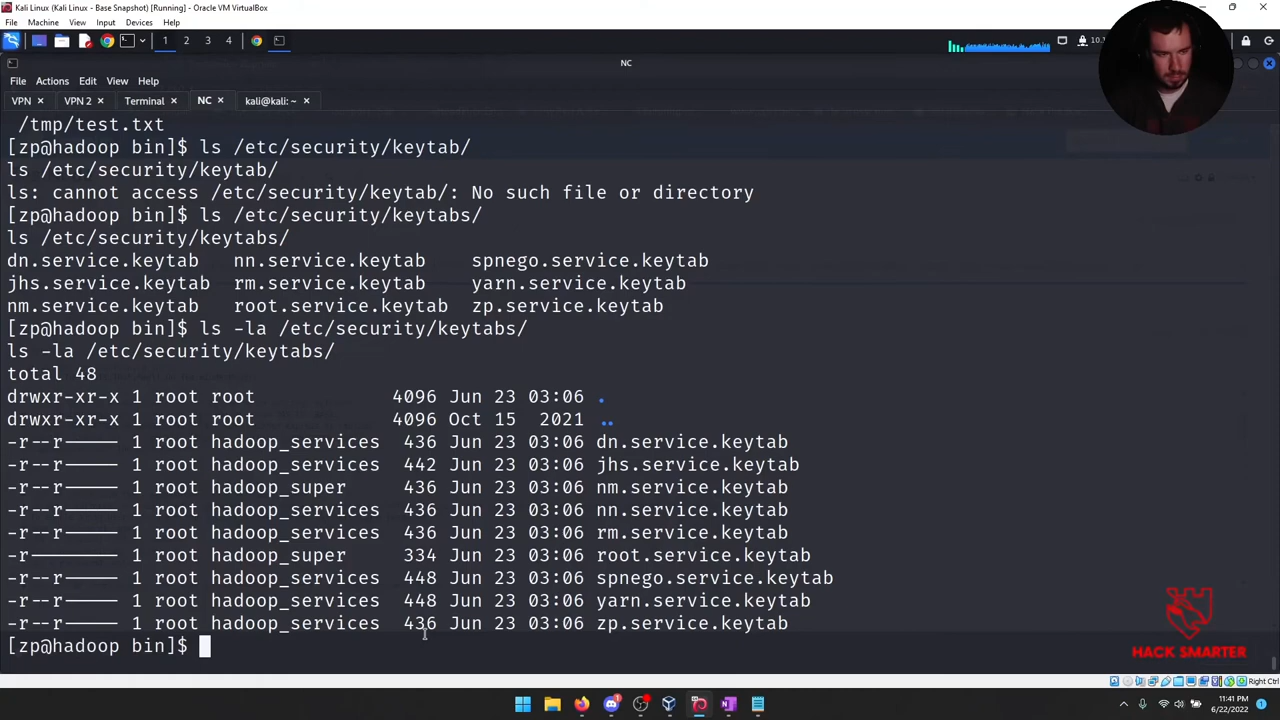 Kali Linux (Kali Linux - Base Snapshot) [Running] - Oracle VM VirtualBox
File Machine View Input Devices Help
1 2 3 4
NC
File Actions Edit View Help
VPN VPN 2 Terminal NC kali@kali: ~
/tmp/test.txt
[zp@hadoop bin]$ ls /etc/security/keytab/
ls /etc/security/keytab/
ls: cannot access /etc/security/keytab/: No such file or directory
[zp@hadoop bin]$ ls /etc/security/keytabs/
ls /etc/security/keytabs/
dn.service.keytab nn.service.keytab spnego.service.keytab
jhs.service.keytab rm.service.keytab yarn.service.keytab
nm.service.keytab root.service.keytab zp.service.keytab
[zp@hadoop bin]$ ls -la /etc/security/keytabs/
ls -la /etc/security/keytabs/
total 48
drwxr-xr-x 1 root root 4096 Jun 23 03:06 .
drwxr-xr-x 1 root root 4096 Oct 15 2021 ..
-r--r----- 1 root hadoop_services 436 Jun 23 03:06 dn.service.keytab
-r--r----- 1 root hadoop_services 442 Jun 23 03:06 jhs.service.keytab
-r--r----- 1 root hadoop_super 436 Jun 23 03:06 nm.service.keytab
-r--r----- 1 root hadoop_services 436 Jun 23 03:06 nn.service.keytab
-r--r----- 1 root hadoop_services 436 Jun 23 03:06 rm.service.keytab
-r-------- 1 root hadoop_super 334 Jun 23 03:06 root.service.keytab
-r--r----- 1 root hadoop_services 448 Jun 23 03:06 spnego.service.keytab
-r--r----- 1 root hadoop_services 448 Jun 23 03:06 yarn.service.keytab
-r--r----- 1 root hadoop_services 436 Jun 23 03:06 zp.service.keytab
[zp@hadoop bin]$
HACK SMARTER
Right Ctrl
11:41 PM
6/22/2022